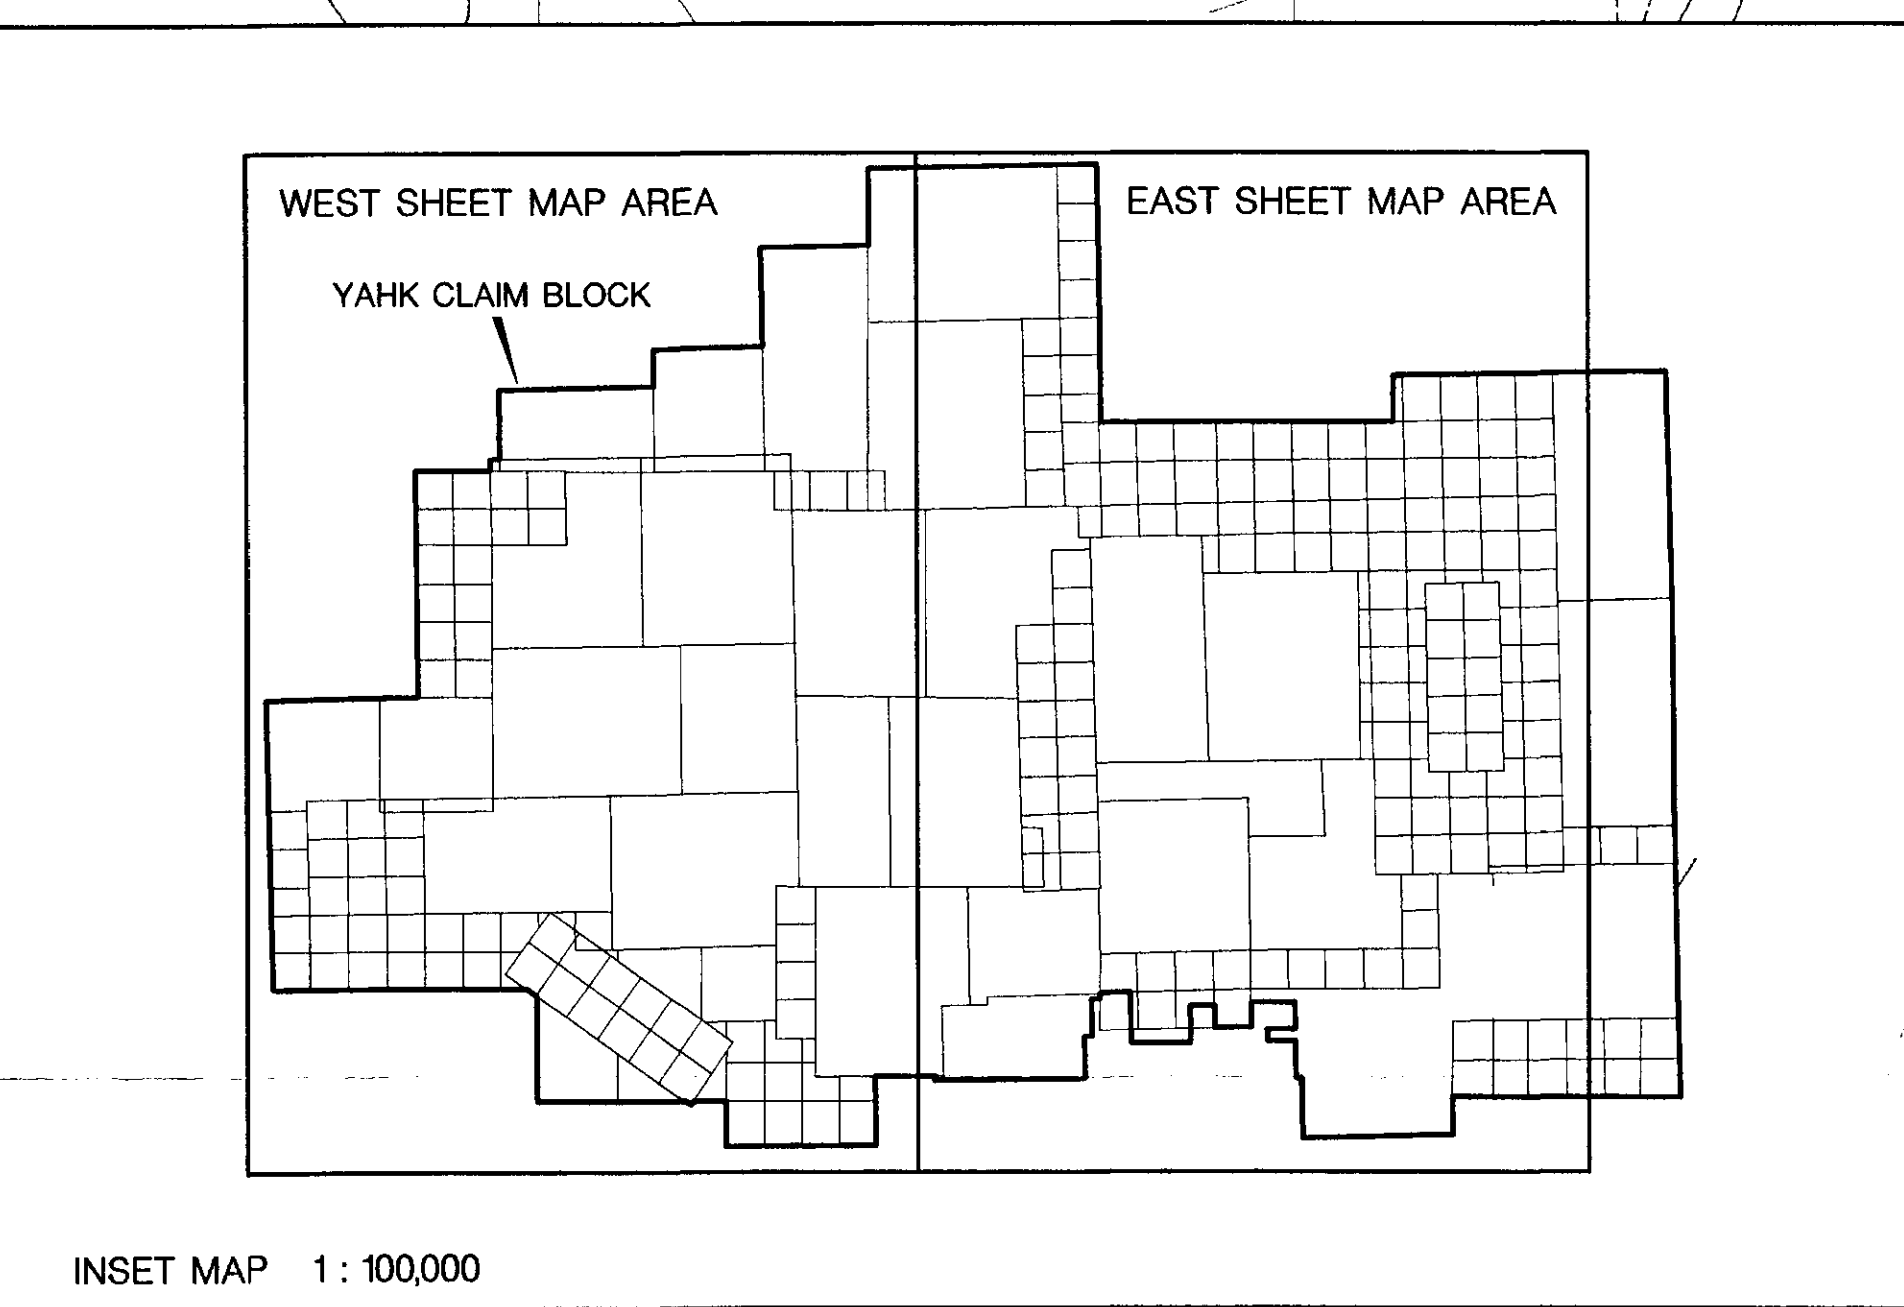 WEST SHEET MAP AREA
EAST SHEET MAP AREA
YAHK CLAIM BLOCK
INSET MAP 1 : 100,000